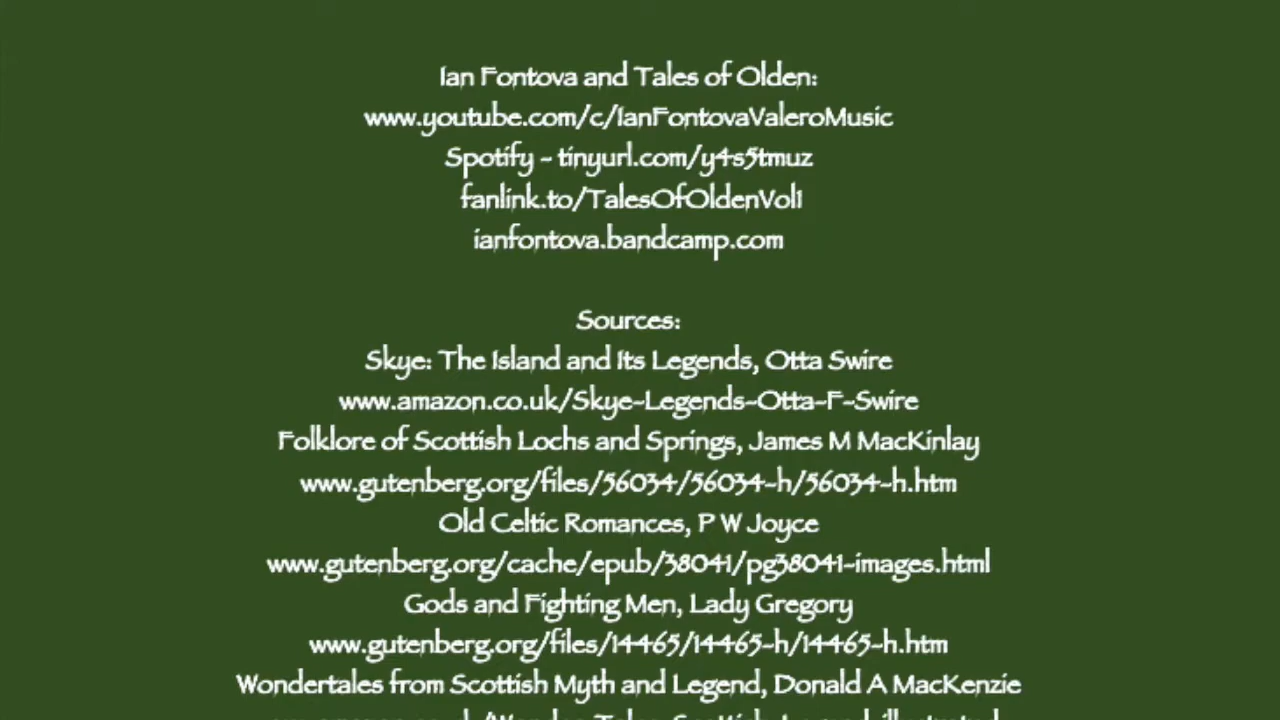 Ian Fontova and Tales of Olden:
www.youtube.com/c/IanFontovaValeroMusic
Spotify - tinyurl.com/y4s5tmuz
fanlink.to/TalesOfOldenVol1
ianfontova.bandcamp.com
Sources:
Skye: The Island and Its Legends, Otta Swire
www.amazon.co.uk/Skye-Legends-Otta-F-Swire
Folklore of Scottish Lochs and Springs, James M MacKinlay
www.gutenberg.org/files/56034/56034-h/56034-h.htm
Old Celtic Romances, P W Joyce
www.gutenberg.org/cache/epub/38041/pg38041-images.html
Gods and Fighting Men, Lady Gregory
www.gutenberg.org/files/14465/14465-h/14465-h.htm
Wondertales from Scottish Myth and Legend, Donald A MacKenzie